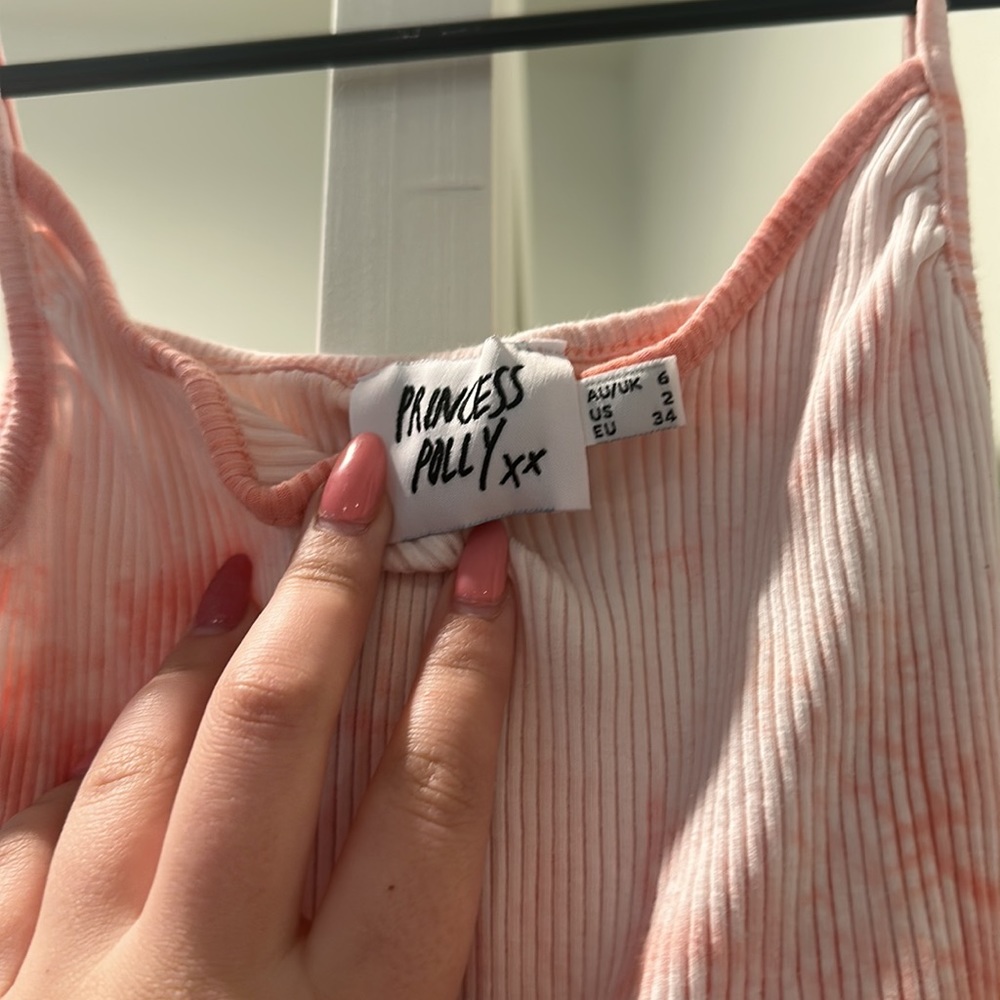 PRINCESS
POLLY xx
AU/UK 6
US 2
EU 34